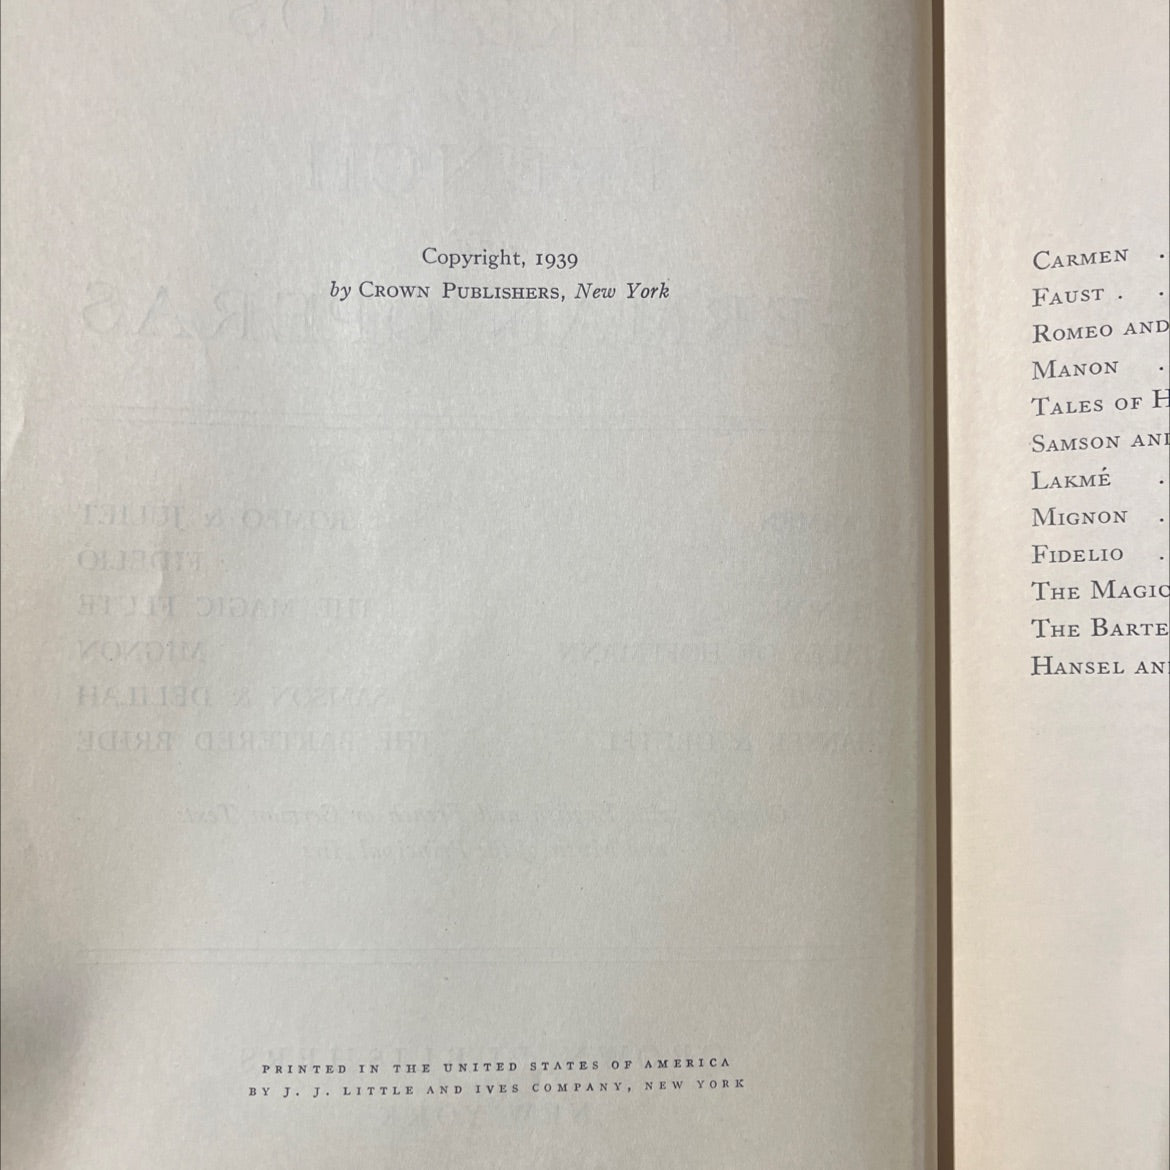 Copyright, 1939
by Crown Publishers, New York
PRINTED IN THE UNITED STATES OF AMERICA
BY J. J. LITTLE AND IVES COMPANY, NEW YORK
Carmen .
Faust . .
Romeo and
Manon .
Tales of H
Samson and
Lakmé .
Mignon .
Fidelio .
The Magic
The Barte
Hansel an